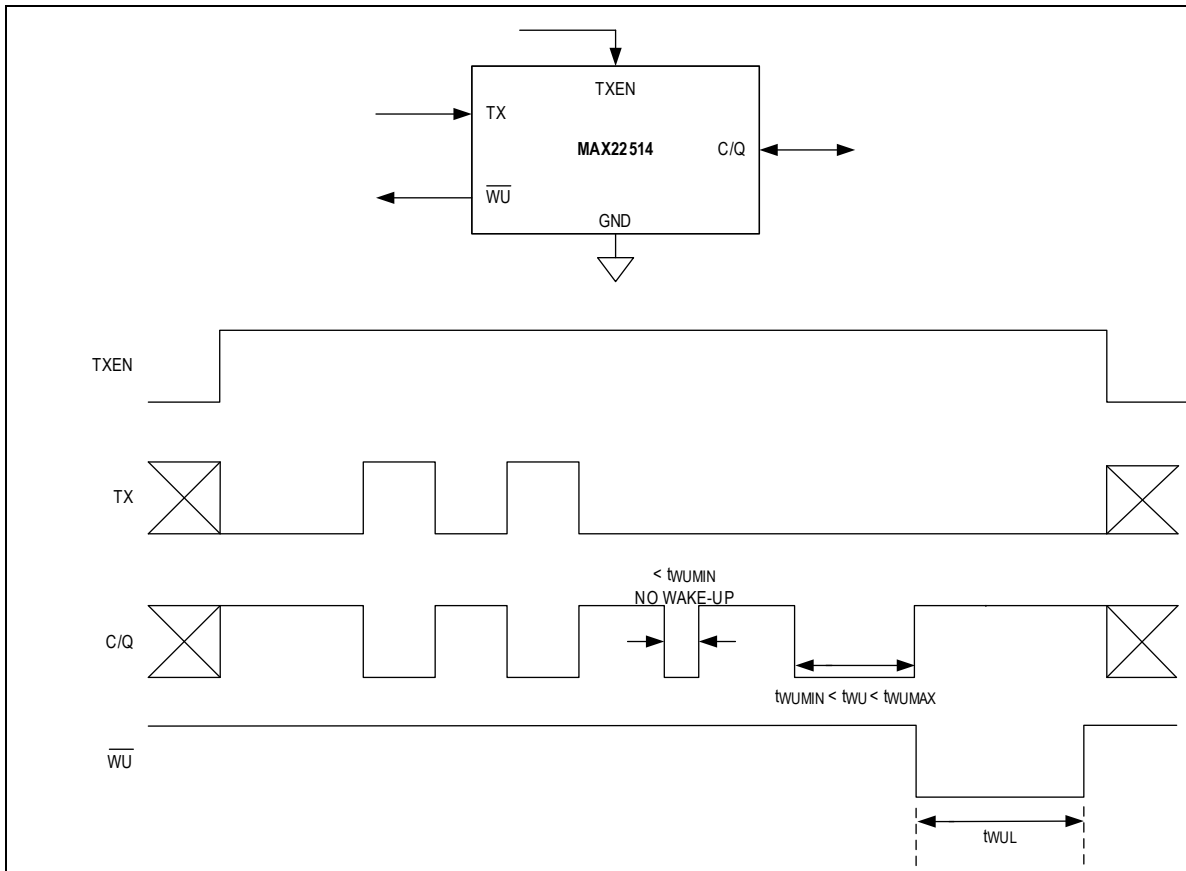 TXEN
TX
MAX22514
C/Q
WU
GND
TXEN
TX
< tWUMIN
NO WAKE-UP
C/Q
tWUMIN < tWU < tWUMAX
WU
tWUL